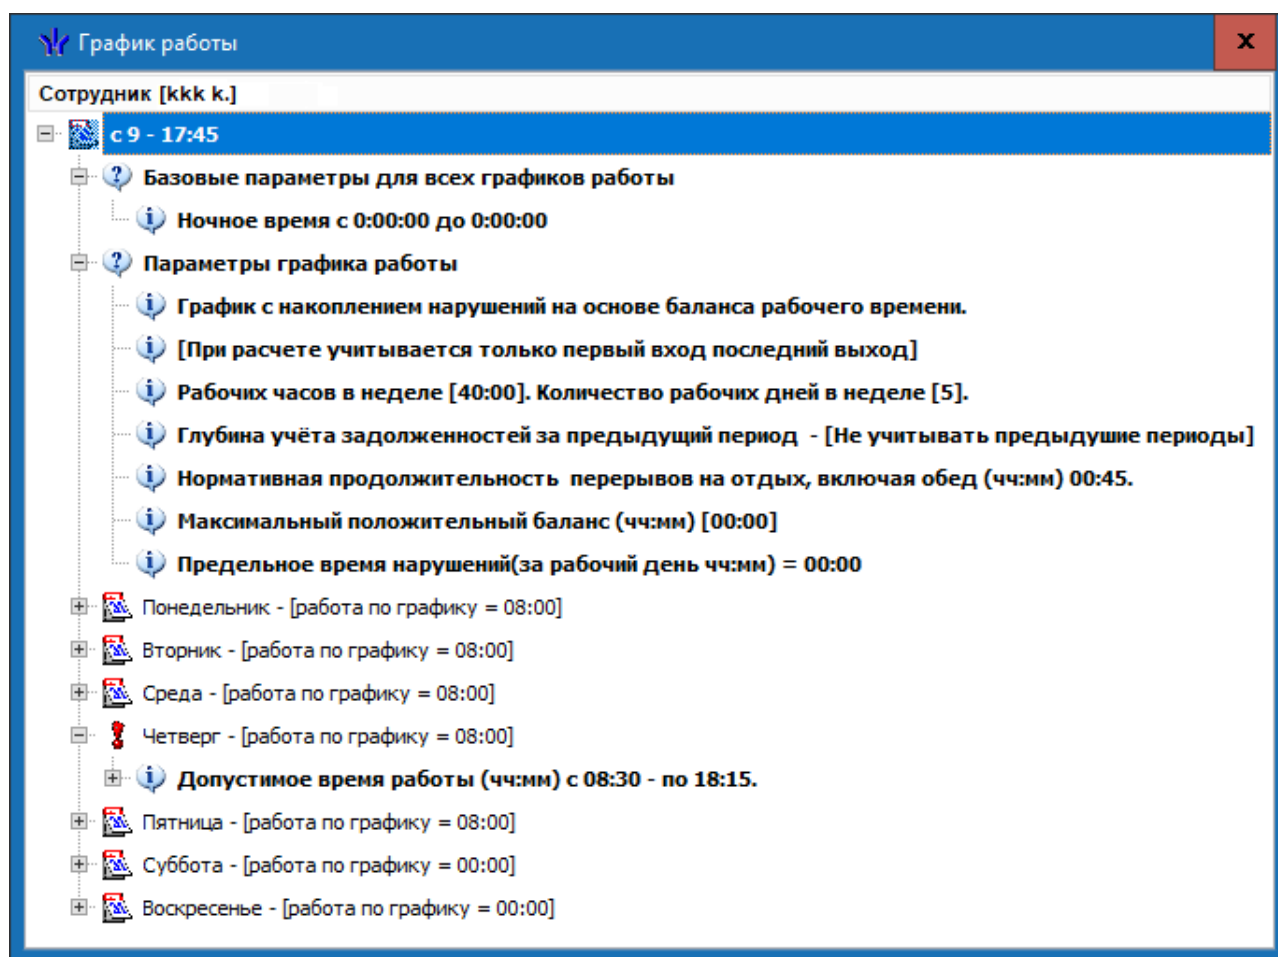 График работы
Сотрудник [kkk k.]
с 9 - 17:45
Базовые параметры для всех графиков работы
Ночное время с 0:00:00 до 0:00:00
Параметры графика работы
График с накоплением нарушений на основе баланса рабочего времени.
[При расчете учитывается только первый вход последний выход]
Рабочих часов в неделе [40:00]. Количество рабочих дней в неделе [5].
Глубина учёта задолженностей за предыдущий период - [Не учитывать предыдушие периоды]
Нормативная продолжительность перерывов на отдых, включая обед (чч:мм) 00:45.
Максимальный положительный баланс (чч:мм) [00:00]
Предельное время нарушений(за рабочий день чч:мм) = 00:00
Понедельник - [работа по графику = 08:00]
Вторник - [работа по графику = 08:00]
Среда - [работа по графику = 08:00]
Четверг - [работа по графику = 08:00]
Допустимое время работы (чч:мм) с 08:30 - по 18:15.
Пятница - [работа по графику = 08:00]
Суббота - [работа по графику = 00:00]
Воскресенье - [работа по графику = 00:00]